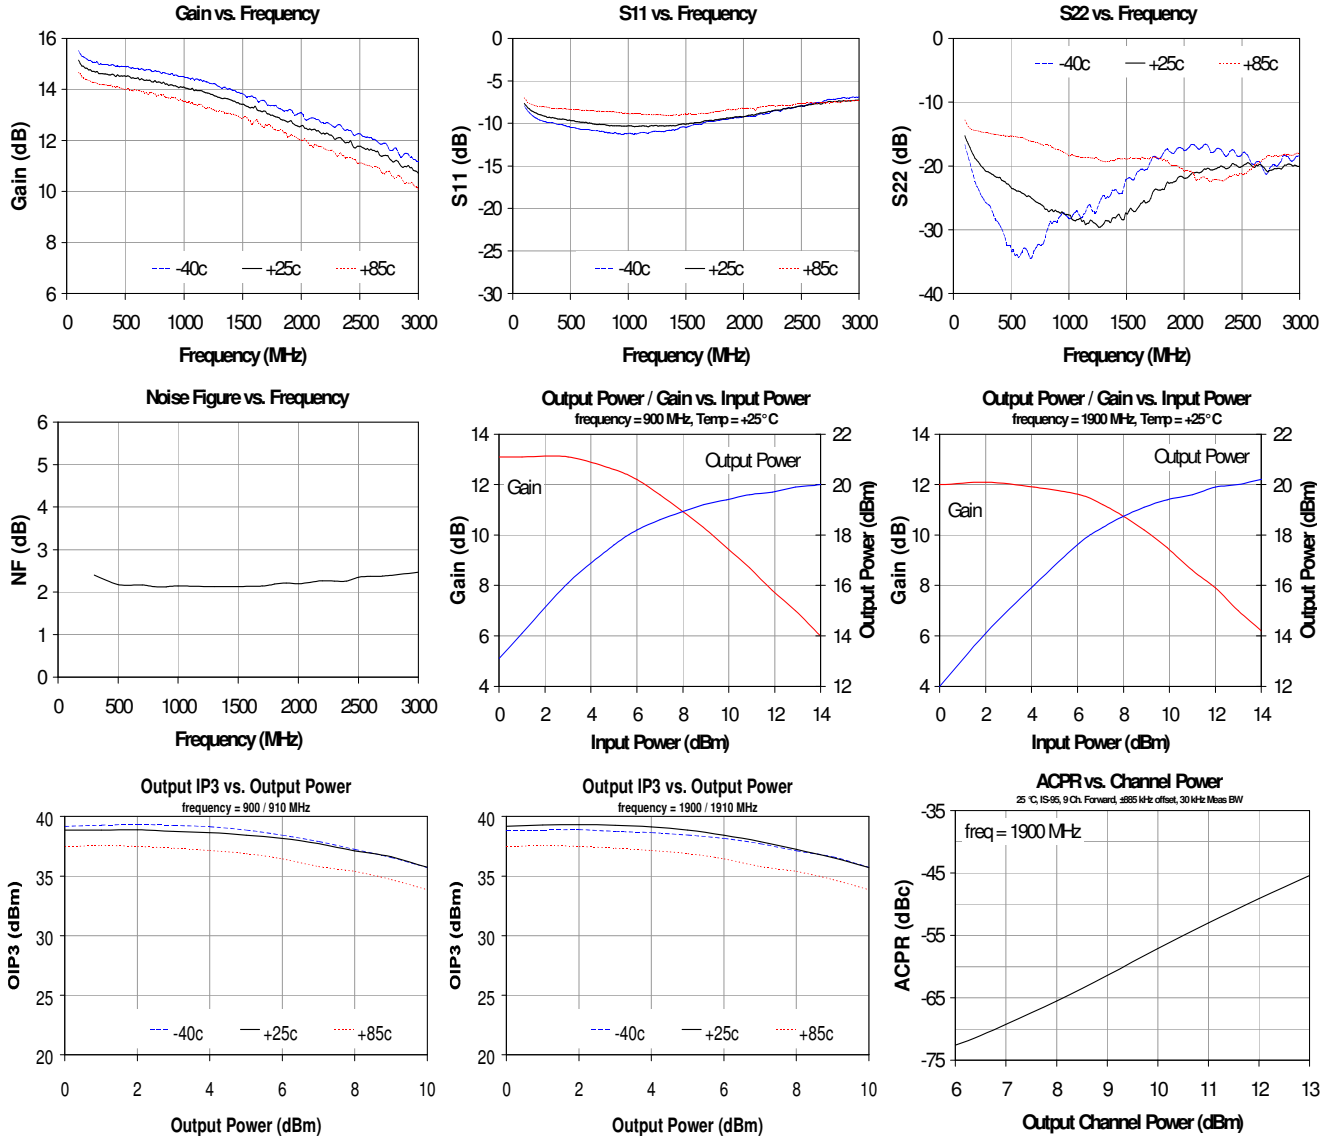 Gain vs. Frequency
16
14
12
10
8
6
Gain (dB)
-40c +25c +85c
0 500 1000 1500 2000 2500 3000
Frequency (MHz)
S11 vs. Frequency
0
-5
-10
-15
-20
-25
-30
S11 (dB)
-40c +25c +85c
0 500 1000 1500 2000 2500 3000
Frequency (MHz)
S22 vs. Frequency
0
-10
-20
-30
-40
S22 (dB)
-40c +25c +85c
0 500 1000 1500 2000 2500 3000
Frequency (MHz)
Noise Figure vs. Frequency
6
5
4
3
2
1
0
NF (dB)
0 500 1000 1500 2000 2500 3000
Frequency (MHz)
Output Power / Gain vs. Input Power
frequency = 900 MHz, Temp = +25° C
14
12
10
8
6
4
Gain (dB)
Output Power
Gain
22
20
18
16
14
12
Output Power (dBm)
0 2 4 6 8 10 12 14
Input Power (dBm)
Output Power / Gain vs. Input Power
frequency = 1900 MHz, Temp = +25° C
14
12
10
8
6
4
Gain (dB)
Output Power
Gain
22
20
18
16
14
12
Output Power (dBm)
0 2 4 6 8 10 12 14
Input Power (dBm)
Output IP3 vs. Output Power
frequency = 900 / 910 MHz
40
35
30
25
20
OIP3 (dBm)
-40c +25c +85c
0 2 4 6 8 10
Output Power (dBm)
Output IP3 vs. Output Power
frequency = 1900 / 1910 MHz
40
35
30
25
20
OIP3 (dBm)
-40c +25c +85c
0 2 4 6 8 10
Output Power (dBm)
ACPR vs. Channel Power
25 °C, IS-95, 9 Ch. Forward, ±885 kHz offset, 30 kHz Meas BW
-35
-45
-55
-65
-75
ACPR (dBc)
freq = 1900 MHz
6 7 8 9 10 11 12 13
Output Channel Power (dBm)